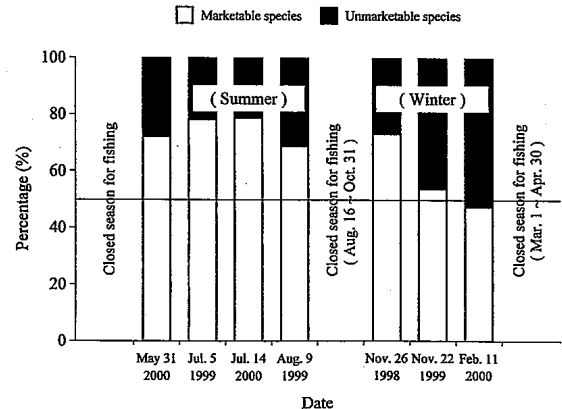 Marketable species
Unmarketable species
Percentage (%)
100
80
60
40
20
0
Closed season for fishing
( Summer )
Closed season for fishing
( Aug. 16 ~ Oct. 31 )
( Winter )
Closed season for fishing
( Mar. 1 ~ Apr. 30 )
May 31
2000
Jul. 5
1999
Jul. 14
2000
Aug. 9
1999
Nov. 26
1998
Nov. 22
1999
Feb. 11
2000
Date